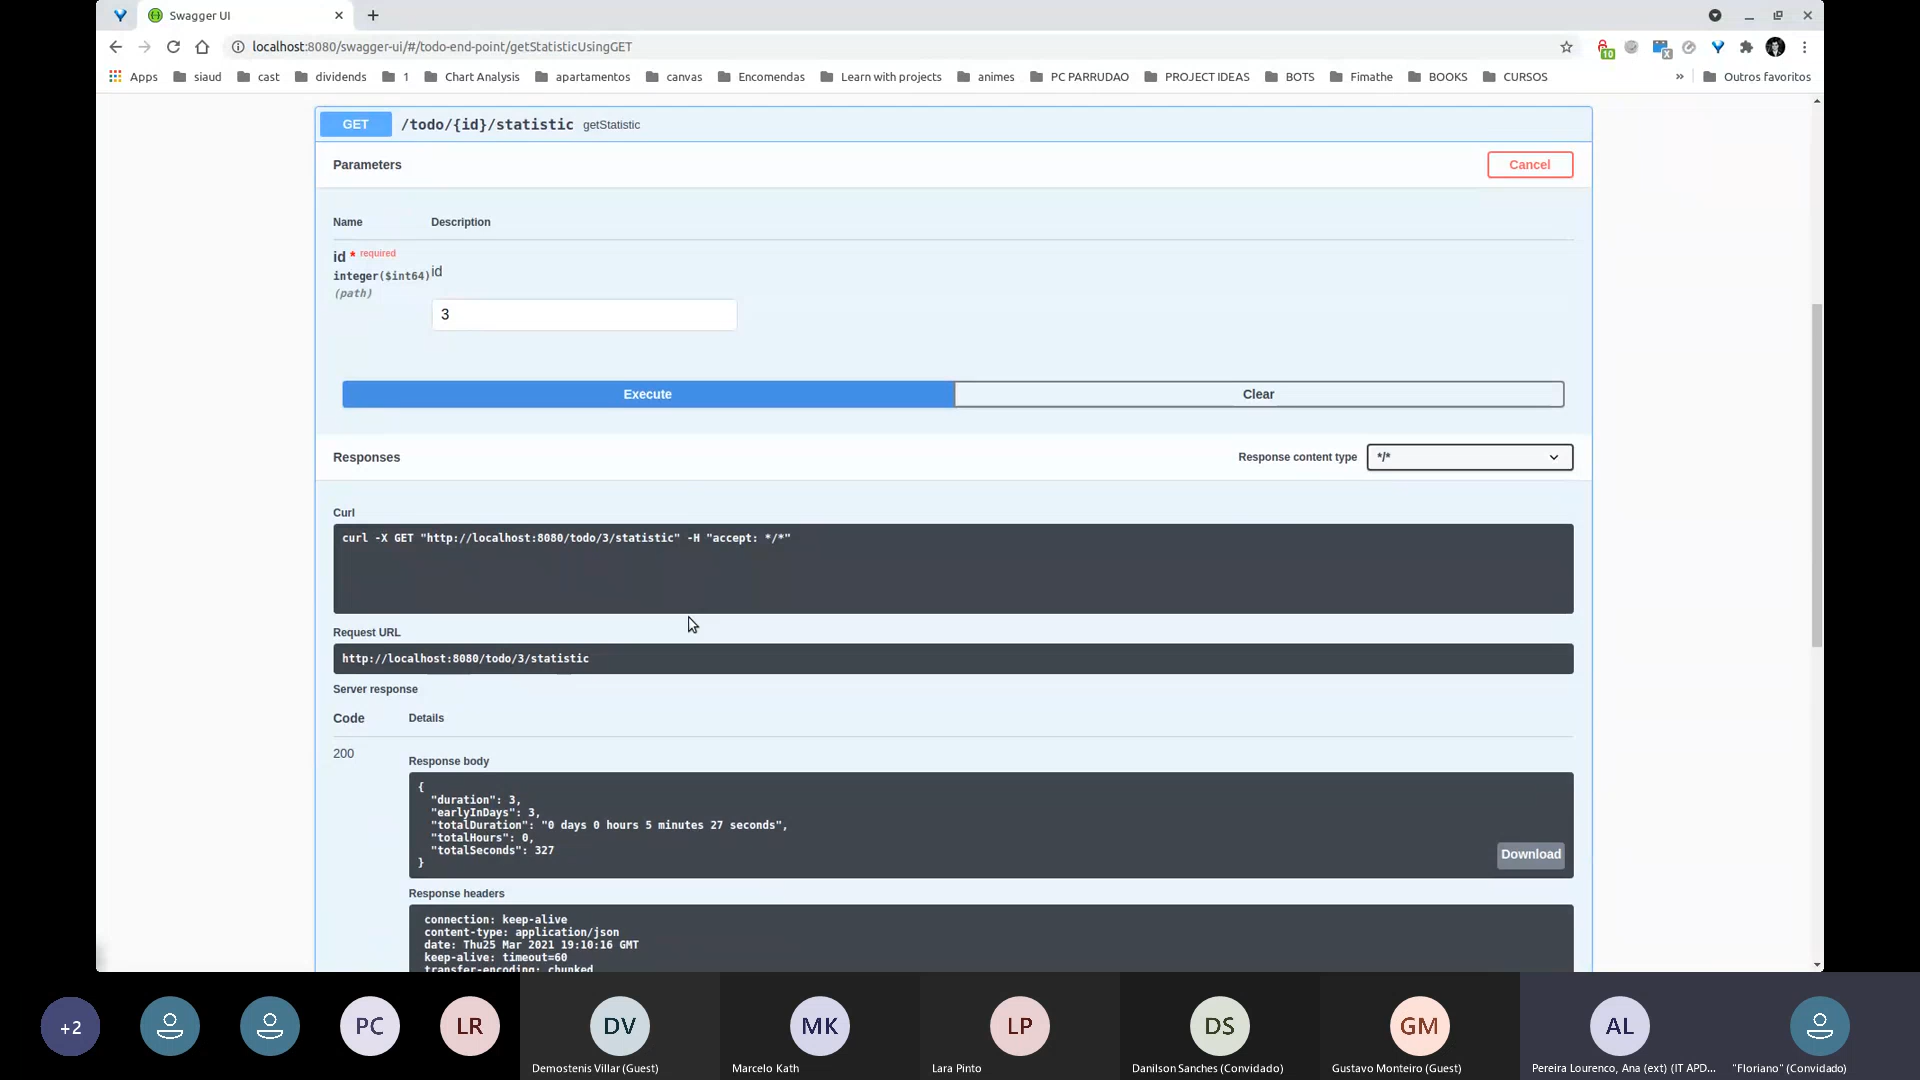 Swagger UI
localhost:8080/swagger-ui/#/todo-end-point/getStatisticUsingGET
10
x
Apps siaud cast dividends 1 Chart Analysis apartamentos canvas Encomendas Learn with projects animes PC PARRUDAO PROJECT IDEAS BOTS Fimathe BOOKS CURSOS » Outros favoritos
GET /todo/{id}/statistic getStatistic
Parameters Cancel
Name Description
id * required
id
integer($int64)
(path)
3
Execute Clear
Responses Response content type */*
Curl
curl -X GET "http://localhost:8080/todo/3/statistic" -H "accept: */*"
Request URL
http://localhost:8080/todo/3/statistic
Server response
Code Details
200
Response body
{
"duration": 3,
"earlyInDays": 3,
"totalDuration": "0 days 0 hours 5 minutes 27 seconds",
"totalHours": 0,
"totalSeconds": 327
}
Download
Response headers
connection: keep-alive
content-type: application/json
date: Thu25 Mar 2021 19:10:16 GMT
keep-alive: timeout=60
transfer-encoding: chunked
+2 PC LR DV MK LP DS GM AL
Demostenis Villar (Guest) Marcelo Kath Lara Pinto Danilson Sanches (Convidado) Gustavo Monteiro (Guest) Pereira Lourenco, Ana (ext) (IT APD... "Floriano" (Convidado)